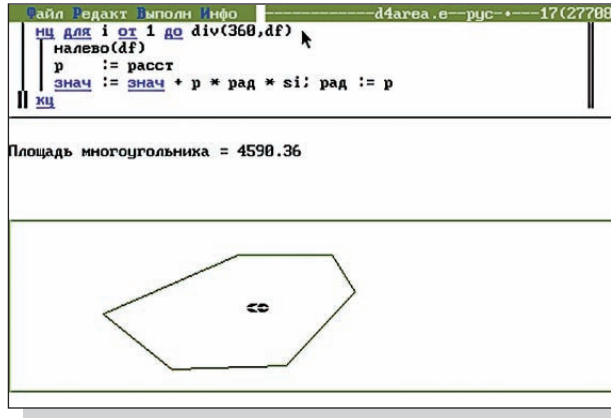 Файл Редакт Выполн Инфо ------------d4area.e--рус-•---17(27708
нц для i от 1 до div(360,df)
налево(df)
р := расст
знач := знач + р * рад * si; рад := р
кц
Площадь многоугольника = 4590.36